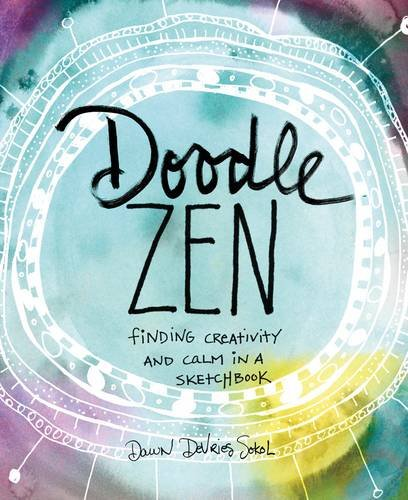 Doodle
ZEN
finding creativity
and calm in a
sketchbook
Dawn DeVries Sokol